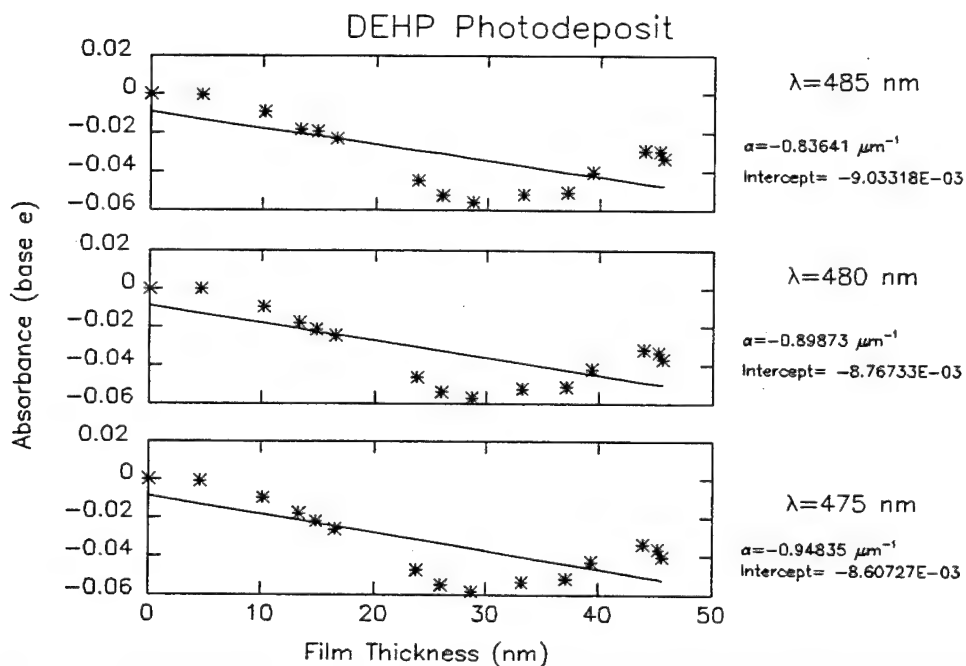 DEHP Photodeposit
Absorbance (base e)
0.02
0
−0.02
−0.04
−0.06
λ=485 nm
α=−0.83641 μm⁻¹
Intercept= −9.03318E−03
0.02
0
−0.02
−0.04
−0.06
λ=480 nm
α=−0.89873 μm⁻¹
Intercept= −8.76733E−03
0.02
0
−0.02
−0.04
−0.06
λ=475 nm
α=−0.94835 μm⁻¹
Intercept= −8.60727E−03
0 10 20 30 40 50
Film Thickness (nm)